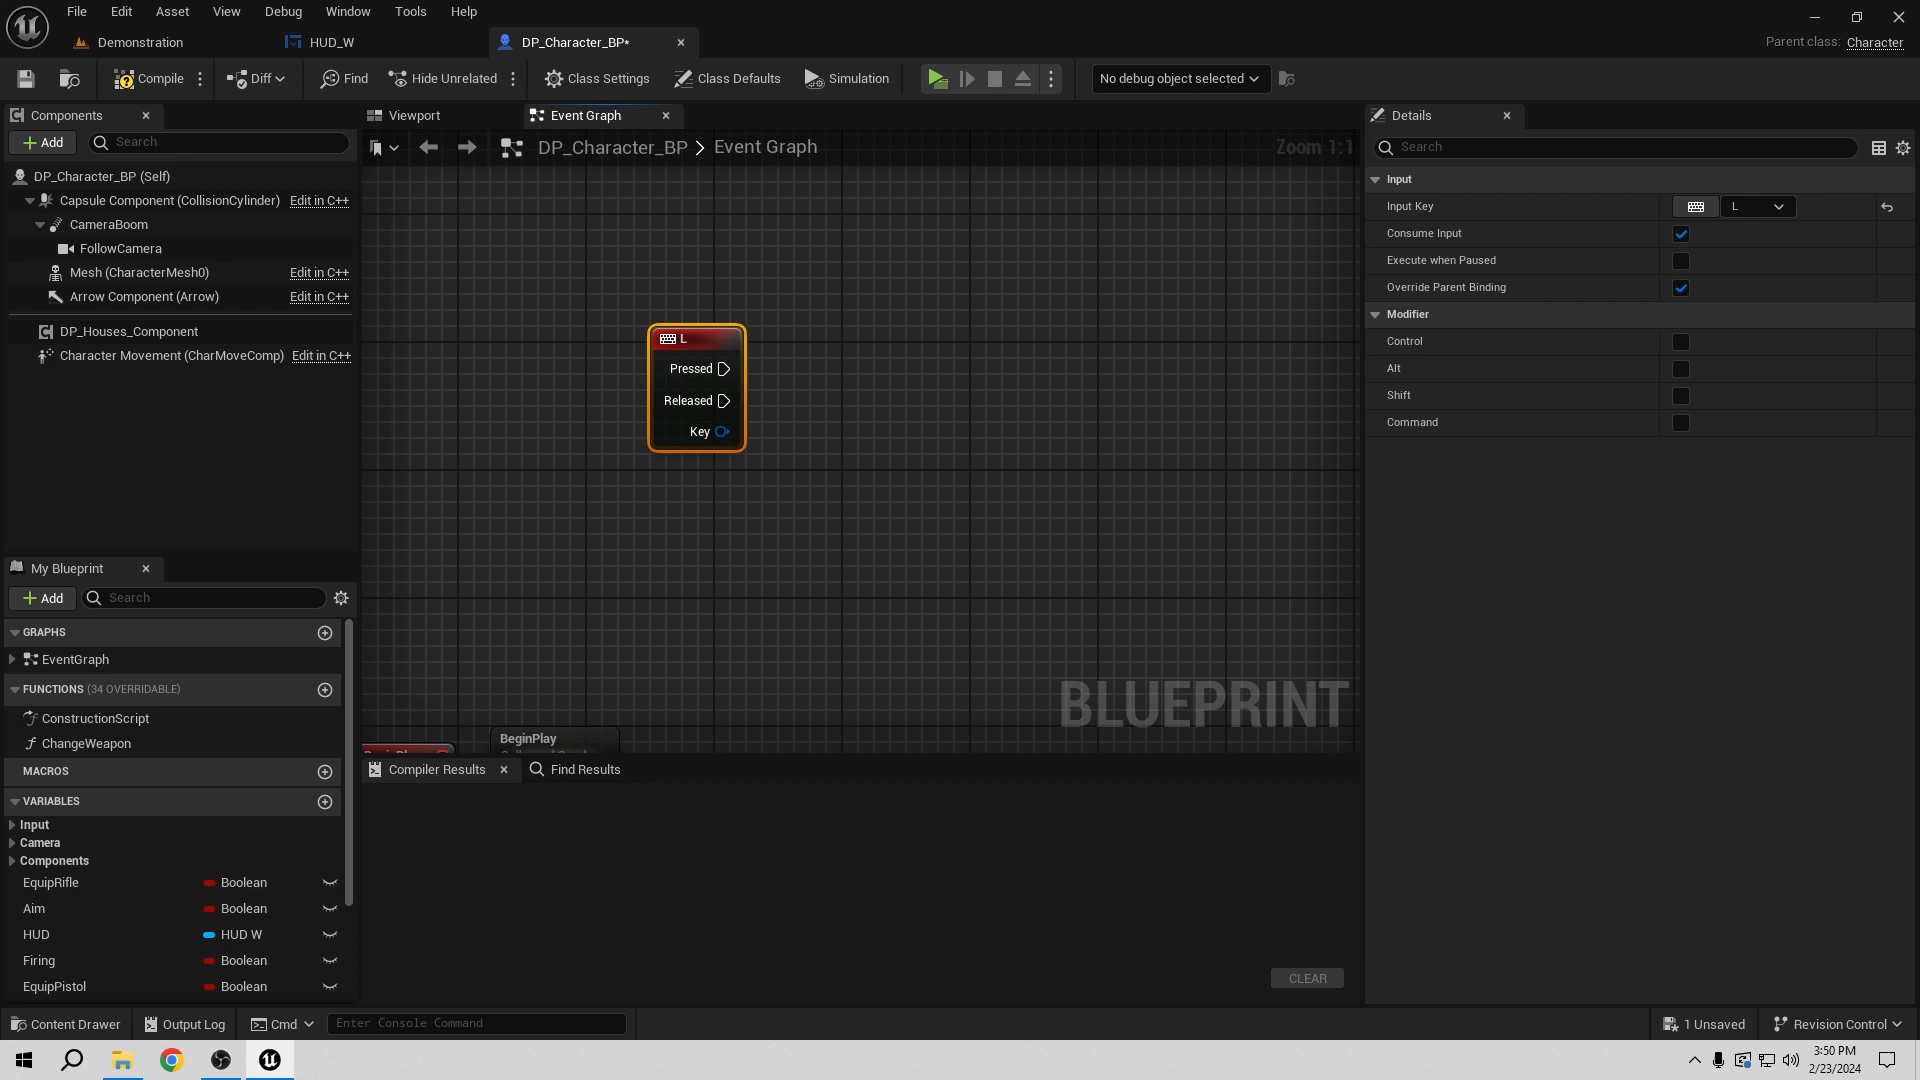 File Edit Asset View Debug Window Tools Help
Demonstration
HUD_W
DP_Character_BP*
Parent class: Character
Compile
Diff
Find
Hide Unrelated
Class Settings
Class Defaults
Simulation
No debug object selected
Components
Viewport
Event Graph
Details
Add
Search
DP_Character_BP > Event Graph
Zoom 1:1
Search
DP_Character_BP (Self)
Capsule Component (CollisionCylinder) Edit in C++
CameraBoom
FollowCamera
Mesh (CharacterMesh0) Edit in C++
Arrow Component (Arrow) Edit in C++
DP_Houses_Component
Character Movement (CharMoveComp) Edit in C++
L
Pressed
Released
Key
BLUEPRINT
BeginPlay
Input
Input Key L
Consume Input
Execute when Paused
Override Parent Binding
Modifier
Control
Alt
Shift
Command
My Blueprint
Add
Search
GRAPHS
EventGraph
FUNCTIONS (34 OVERRIDABLE)
ConstructionScript
ChangeWeapon
MACROS
VARIABLES
Input
Camera
Components
EquipRifle Boolean
Aim Boolean
HUD HUD W
Firing Boolean
EquipPistol Boolean
Compiler Results
Find Results
CLEAR
Content Drawer
Output Log
Cmd
Enter Console Command
1 Unsaved
Revision Control
3:50 PM
2/23/2024